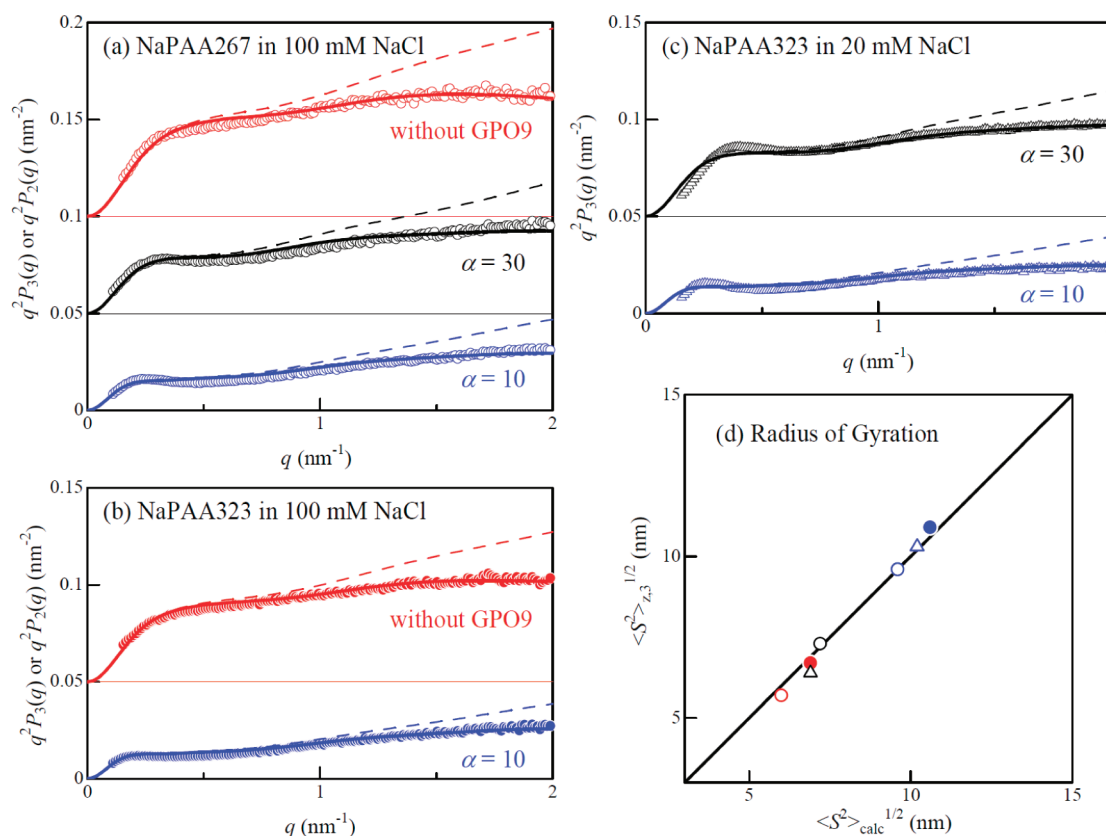 (a) NaPAA267 in 100 mM NaCl
0.2
0.15
0.1
0.05
0
q²P₃(q) or q²P₂(q) (nm⁻²)
without GPO9
α = 30
α = 10
0
1
2
q (nm⁻¹)
(c) NaPAA323 in 20 mM NaCl
0.1
0.05
0
q²P₃(q) (nm⁻²)
α = 30
α = 10
0
1
q (nm⁻¹)
(b) NaPAA323 in 100 mM NaCl
0.15
0.1
0.05
0
q²P₃(q) or q²P₂(q) (nm⁻²)
without GPO9
α = 10
0
1
2
q (nm⁻¹)
(d) Radius of Gyration
15
10
5
<S²>z,3^1/2 (nm)
5
10
15
<S²>calc^1/2 (nm)